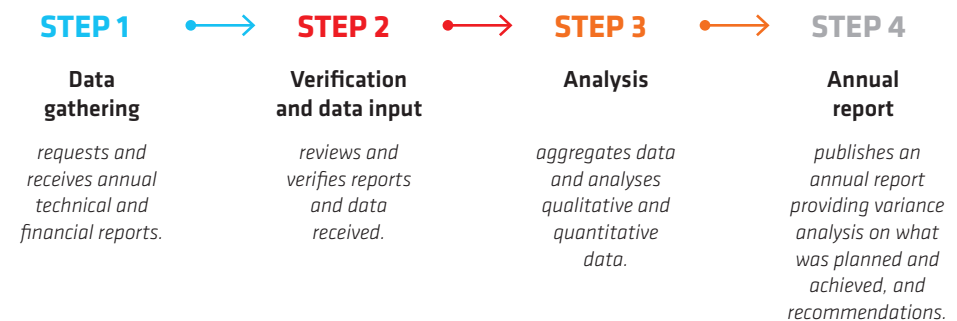 STEP 1
Data
gathering
requests and
receives annual
technical and
financial reports.
STEP 2
Verification
and data input
reviews and
verifies reports
and data
received.
STEP 3
Analysis
aggregates data
and analyses
qualitative and
quantitative
data.
STEP 4
Annual
report
publishes an
annual report
providing variance
analysis on what
was planned and
achieved, and
recommendations.